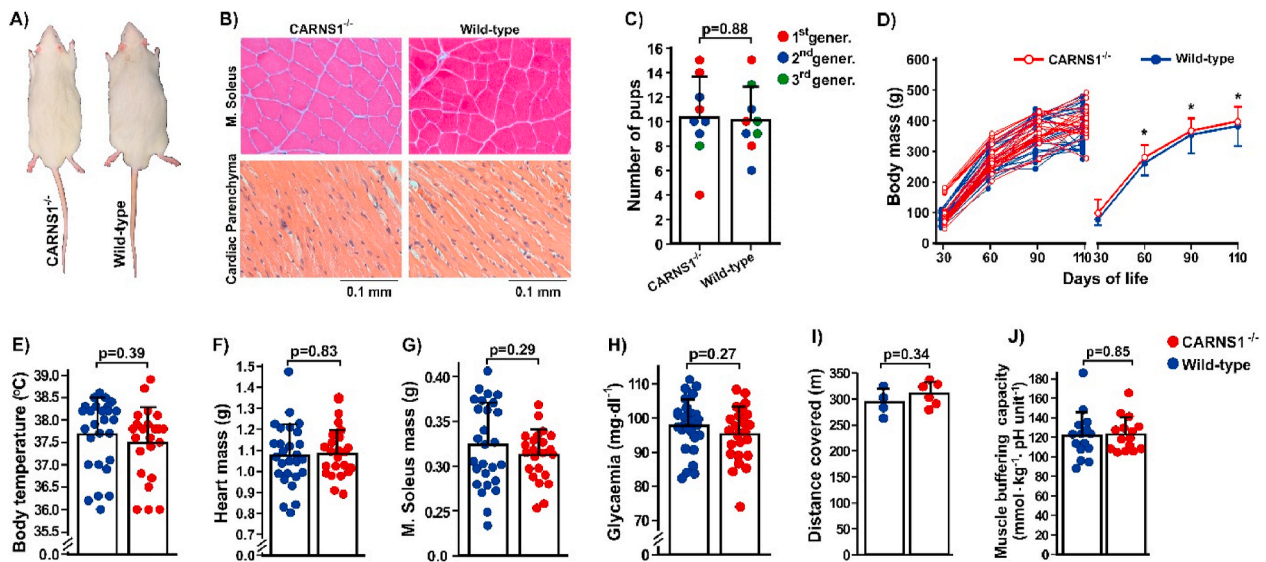 A)
CARNS1-/-
Wild-type
B)
CARNS1-/-
Wild-type
M. Soleus
Cardiac Parenchyma
0.1 mm
0.1 mm
C)
p=0.88
Number of pups
16
14
12
10
8
6
4
2
0
CARNS1-/-
Wild-type
1st gener.
2nd gener.
3rd gener.
D)
CARNS1-/-
Wild-type
Body mass (g)
600
500
400
300
200
100
0
* * *
30 60 90 110 30 60 90 110
Days of life
E)
p=0.39
Body temperature (ºC)
39.0
38.5
38.0
37.5
37.0
36.5
36.0
35.5
0.0
F)
p=0.83
Heart mass (g)
1.5
1.4
1.3
1.2
1.1
1.0
0.9
0.8
0.7
0.6
0.5
0.0
G)
p=0.29
M. Soleus mass (g)
0.40
0.35
0.30
0.25
0.20
0.0
H)
p=0.27
Glycaemia (mg·dl-1)
110
100
90
80
70
0.0
I)
p=0.34
Distance covered (m)
350
300
250
200
150
100
50
0
J)
p=0.85
Muscle buffering capacity
(mmol·kg-1·pH unit-1)
180
160
140
120
100
80
60
40
20
0.0
CARNS1-/-
Wild-type